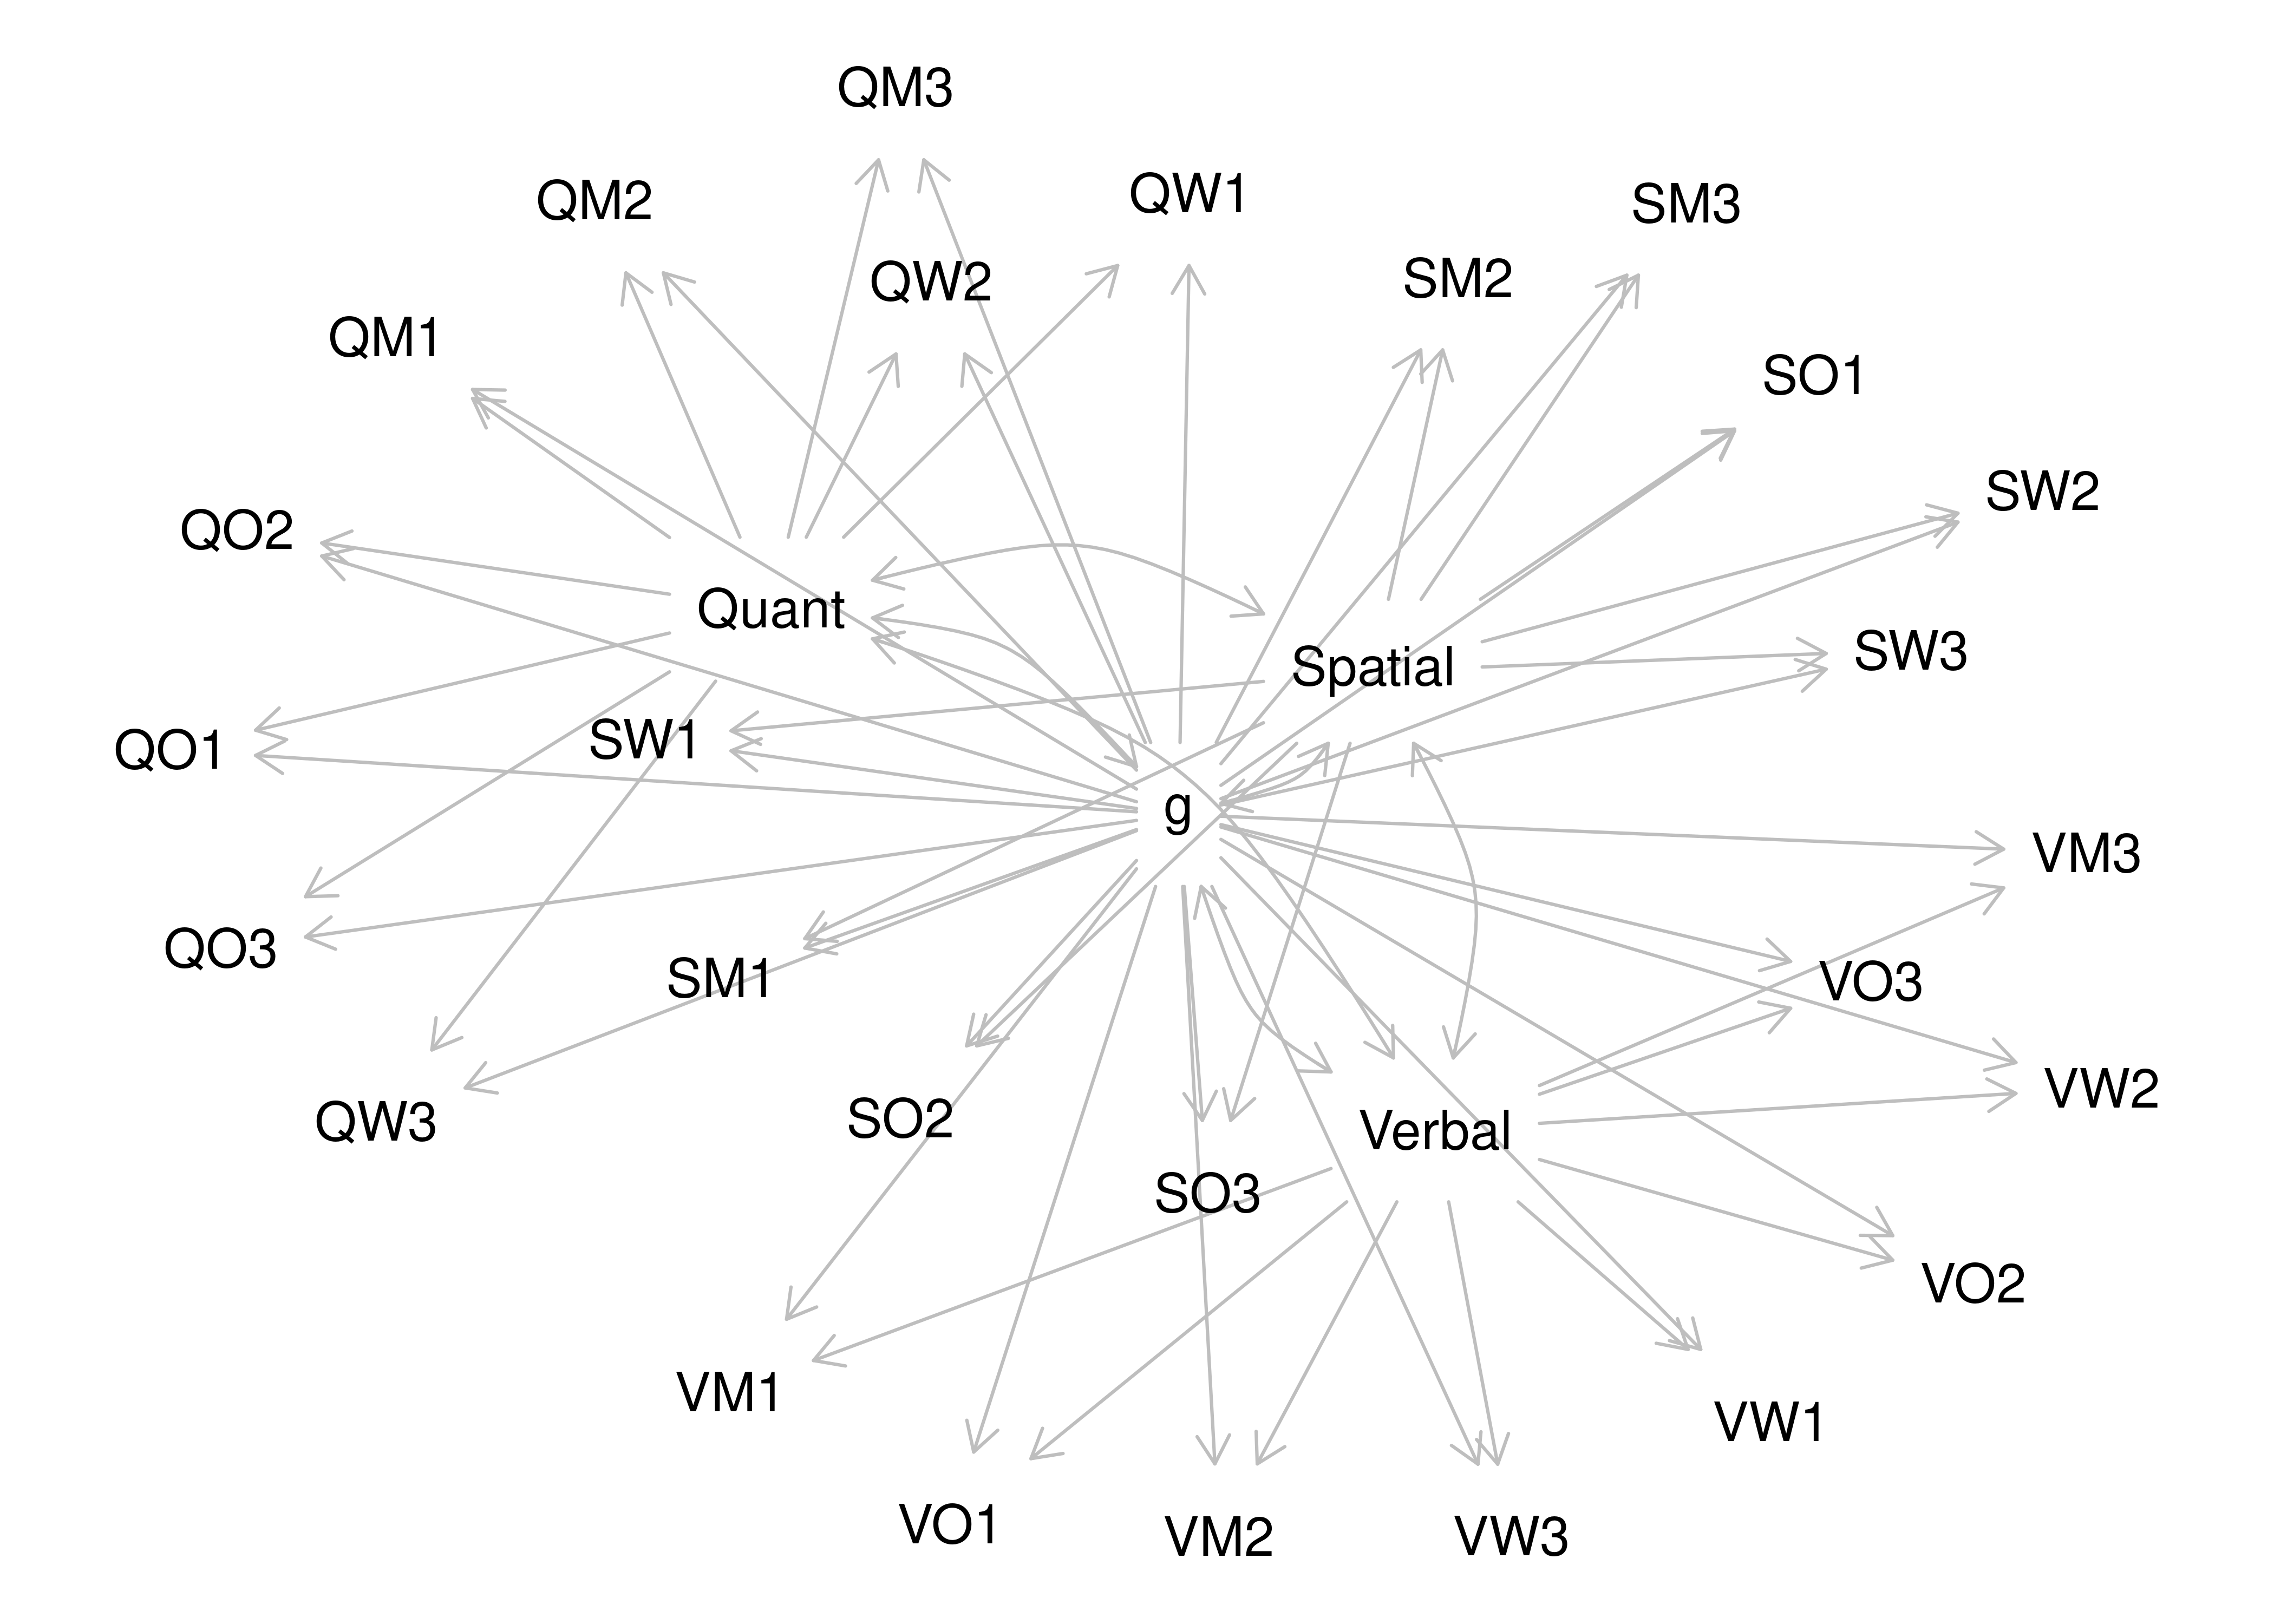 QM3
QM2
QW1
SM3
QW2
SM2
QM1
SO1
SW2
QO2
Quant
Spatial
SW3
QO1
SW1
g
VM3
QO3
SM1
VO3
VW2
QW3
SO2
Verbal
SO3
VO2
VM1
VW1
VO1
VM2
VW3